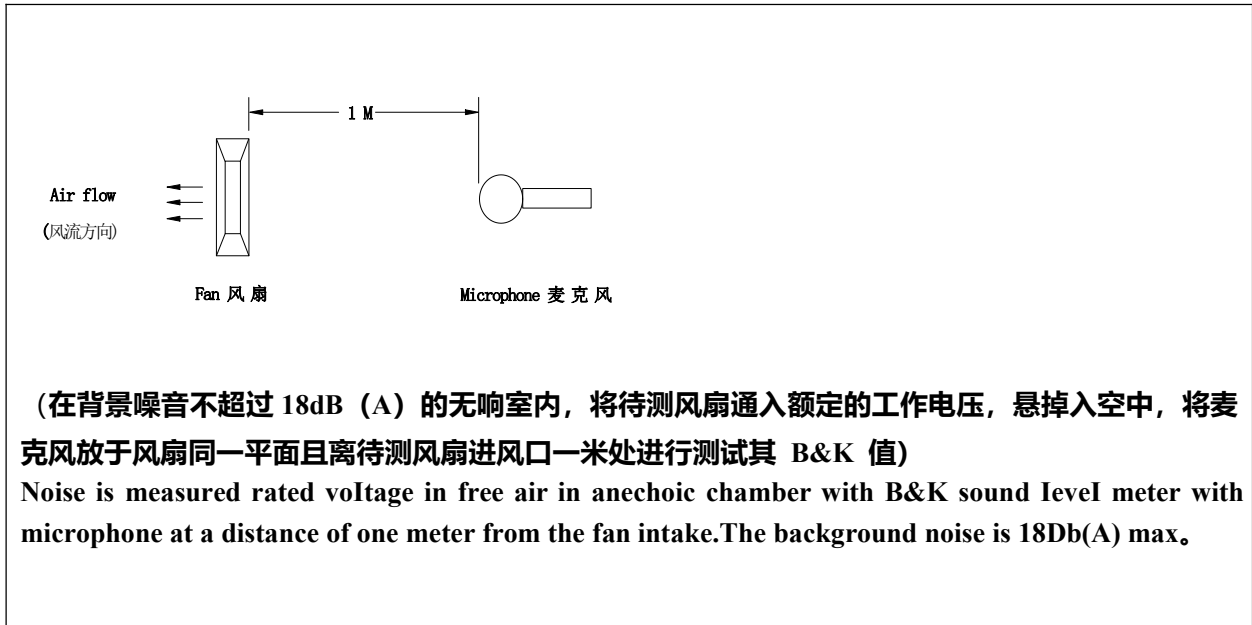 1 M
Air flow
(风流方向)
Fan 风 扇
Microphone 麦 克 风
（在背景噪音不超过 18dB（A）的无响室内，将待测风扇通入额定的工作电压，悬掉入空中，将麦
克风放于风扇同一平面且离待测风扇进风口一米处进行测试其 B&K 值)
Noise is measured rated voItage in free air in anechoic chamber with B&K sound IeveI meter with
microphone at a distance of one meter from the fan intake.The background noise is 18Db(A) max。